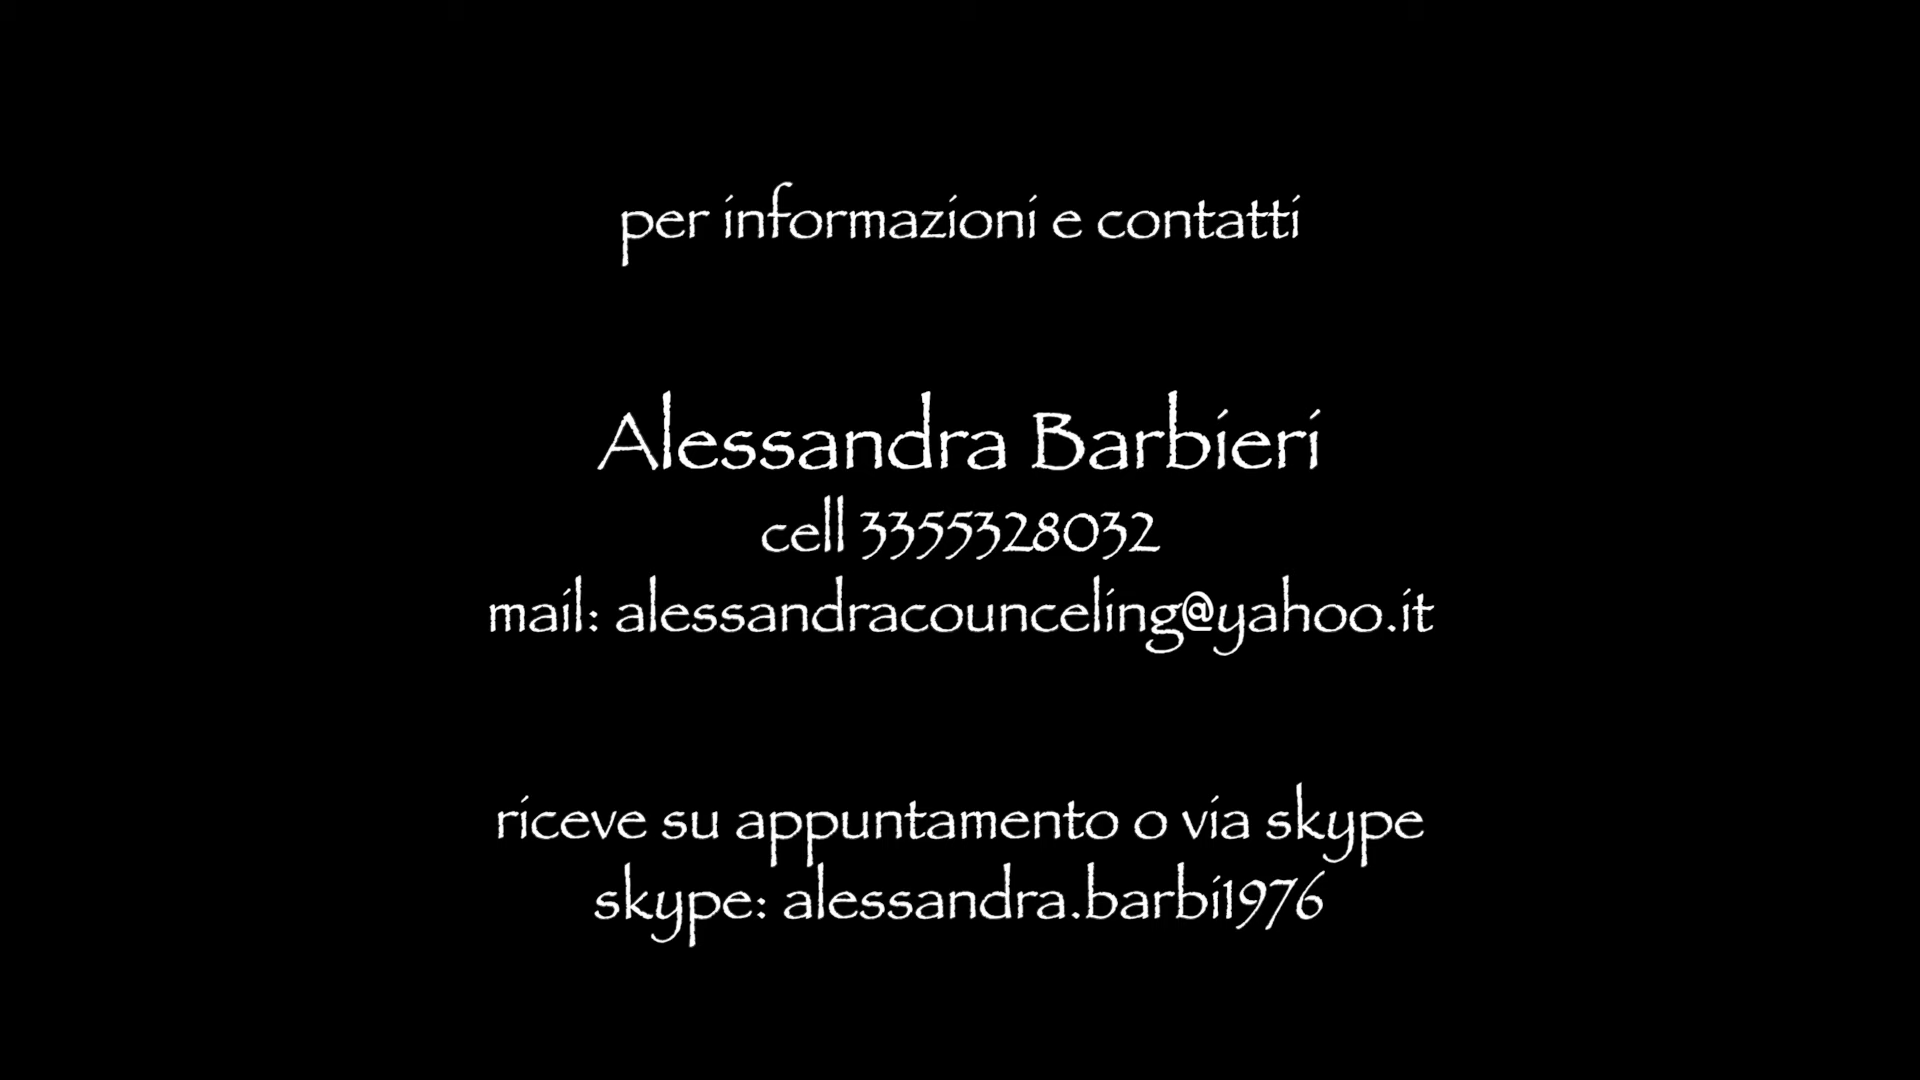 per informazioni e contatti
Alessandra Barbieri
cell 3355328032
mail: alessandracounceling@yahoo.it
riceve su appuntamento o via skype
skype: alessandra.barbi1976